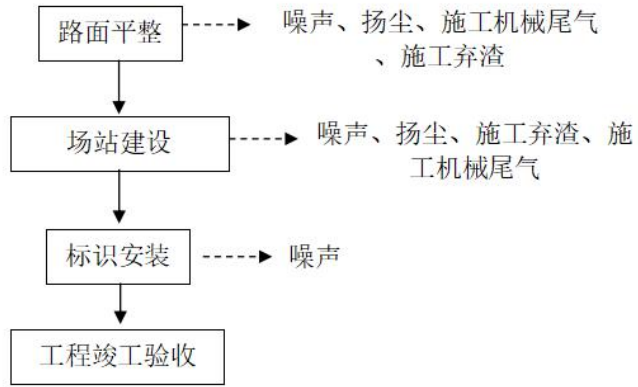 路面平整
噪声、扬尘、施工机械尾气
、施工弃渣
场站建设
噪声、扬尘、施工弃渣、施
工机械尾气
标识安装
噪声
工程竣工验收